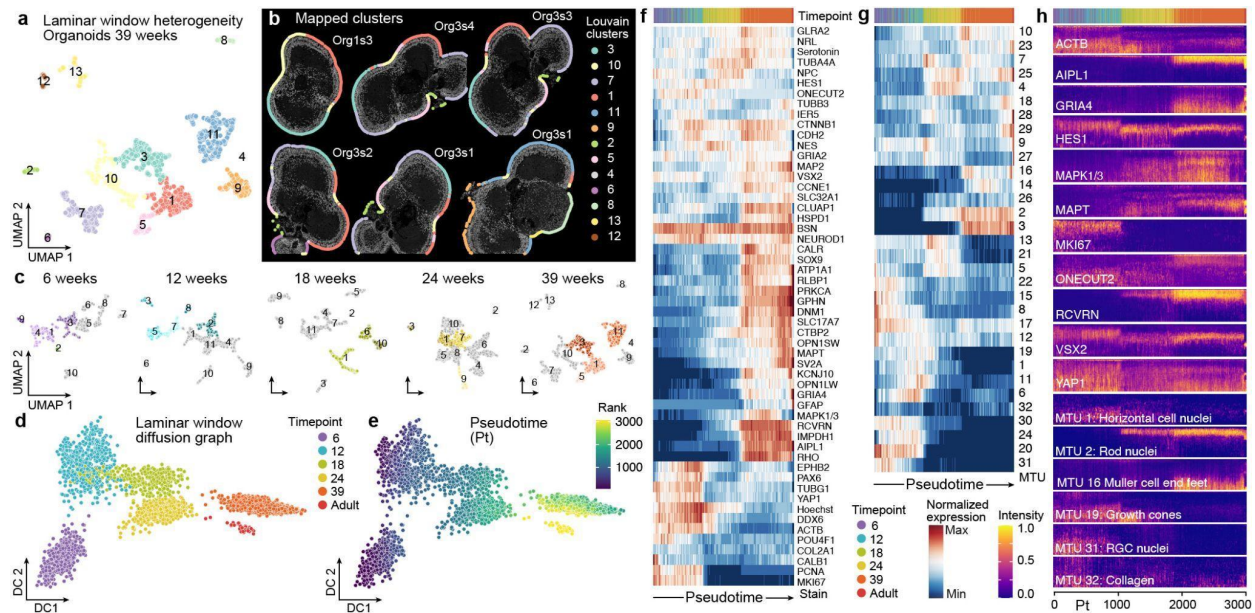 a Laminar window heterogeneity
Organoids 39 weeks
8
12
13
11
3
4
2
10
9
1
7
5
6
UMAP 2
UMAP 1
b Mapped clusters
Org1s3
Org3s4
Org3s3
Org3s2
Org3s1
Org3s1
Louvain
clusters
3
10
7
1
11
9
2
5
4
6
8
13
12
c 6 weeks
12 weeks
18 weeks
24 weeks
39 weeks
UMAP 2
UMAP 1
d Laminar window
diffusion graph
Timepoint
6
12
18
24
39
Adult
DC 2
DC1
e Pseudotime
(Pt)
Rank
3000
2000
1000
DC 2
DC1
f
Timepoint
GLRA2
NRL
Serotonin
TUBA4A
NPC
HES1
ONECUT2
TUBB3
IER5
CTNNB1
CDH2
NES
GRIA2
MAP2
VSX2
CCNE1
SLC32A1
CLUAP1
HSPD1
BSN
NEUROD1
CALR
SOX9
ATP1A1
RLBP1
PRKCA
GPHN
DNM1
SLC17A7
CTBP2
OPN1SW
MAPT
SV2A
KCNJ10
OPN1LW
GRIA4
GFAP
MAPK1/3
RCVRN
IMPDH1
AIPL1
RHO
EPHB2
PAX6
TUBG1
YAP1
Hoechst
DDX6
ACTB
POU4F1
COL2A1
CALB1
PCNA
MKI67
Pseudotime
Stain
g
10
23
7
25
4
18
28
29
9
27
16
14
26
2
3
13
21
5
22
15
8
17
12
19
1
11
6
32
30
24
20
31
Pseudotime
MTU
Timepoint
6
12
18
24
39
Adult
Normalized
expression
Max
Min
Intensity
1.0
0.8
0.6
0.4
0.2
0.0
h
ACTB
AIPL1
GRIA4
HES1
MAPK1/3
MAPT
MKI67
ONECUT2
RCVRN
VSX2
YAP1
MTU 1: Horizontal cell nuclei
MTU 2: Rod nuclei
MTU 16 Muller cell end feet
MTU 19: Growth cones
MTU 31: RGC nuclei
MTU 32: Collagen
0
Pt
1000
2000
3000